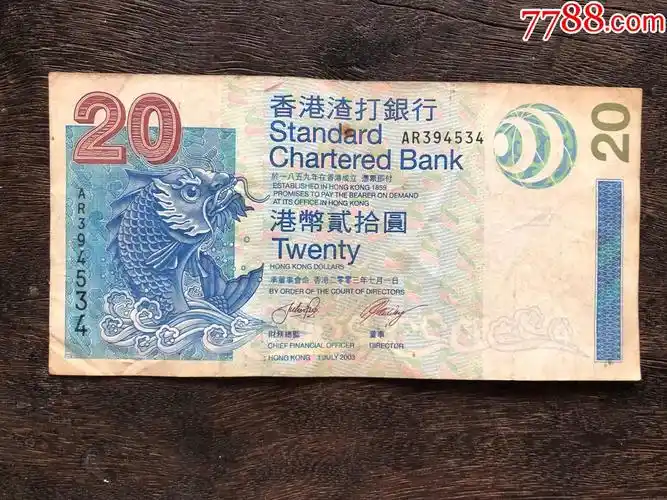 7788.com
20
20
香港渣打銀行
Standard
Chartered Bank
AR394534
於一八五九年在香港成立 憑票即付
ESTABLISHED IN HONG KONG 1859
PROMISES TO PAY THE BEARER ON DEMAND
AT ITS OFFICE IN HONG KONG
港幣貳拾圓
Twenty
HONG KONG DOLLARS
承董事會命 香港二零零三年七月一日
BY ORDER OF THE COURT OF DIRECTORS
財務總監
董事
CHIEF FINANCIAL OFFICER
DIRECTOR
HONG KONG 1 JULY 2003
AR394534